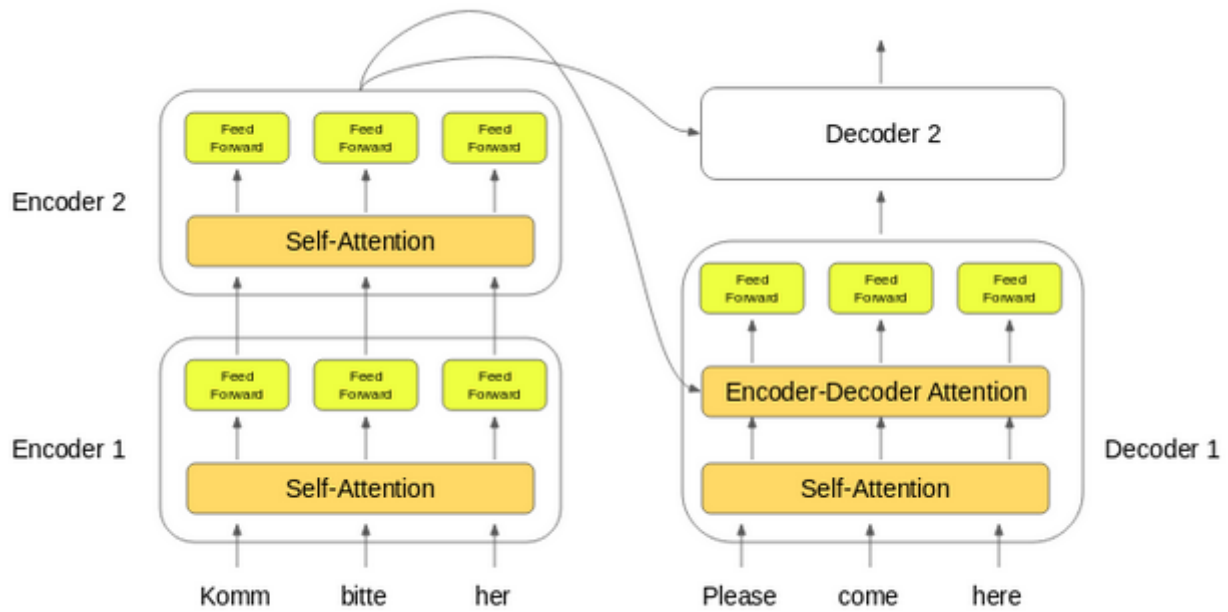 Feed
Forward
Feed
Forward
Feed
Forward
Encoder 2
Self-Attention
Feed
Forward
Feed
Forward
Feed
Forward
Encoder 1
Self-Attention
Komm bitte her
Decoder 2
Feed
Forward
Feed
Forward
Feed
Forward
Encoder-Decoder Attention
Decoder 1
Self-Attention
Please come here